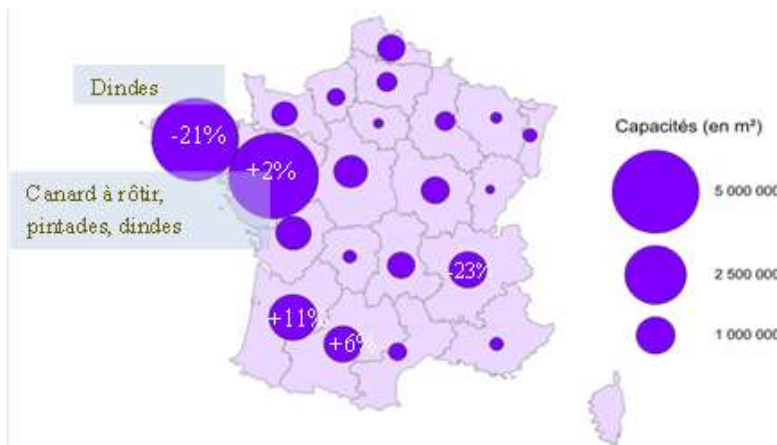 Dindes
-21%
+2%
Canard à rôtir,
pintades, dindes
-23%
+11%
+6%
Capacités (en m²)
5 000 000
2 500 000
1 000 000